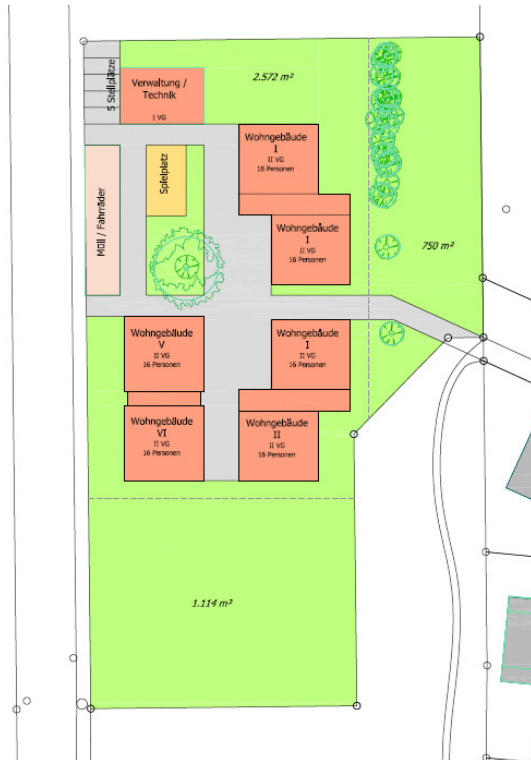 5 Stellplätze
Verwaltung /
Technik
I VG
2.572 m²
Müll / Fahrräder
Spfelplatz
Wohngebäude
I
II VG
16 Personen
Wohngebäude
I
II VG
16 Personen
750 m²
Wohngebäude
V
II VG
16 Personen
Wohngebäude
I
II VG
16 Personen
Wohngebäude
VI
II VG
16 Personen
Wohngebäude
II
II VG
16 Personen
1.114 m²